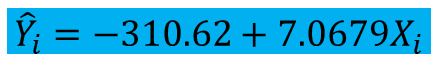 Ŷᵢ = −310.62 + 7.0679Xᵢ